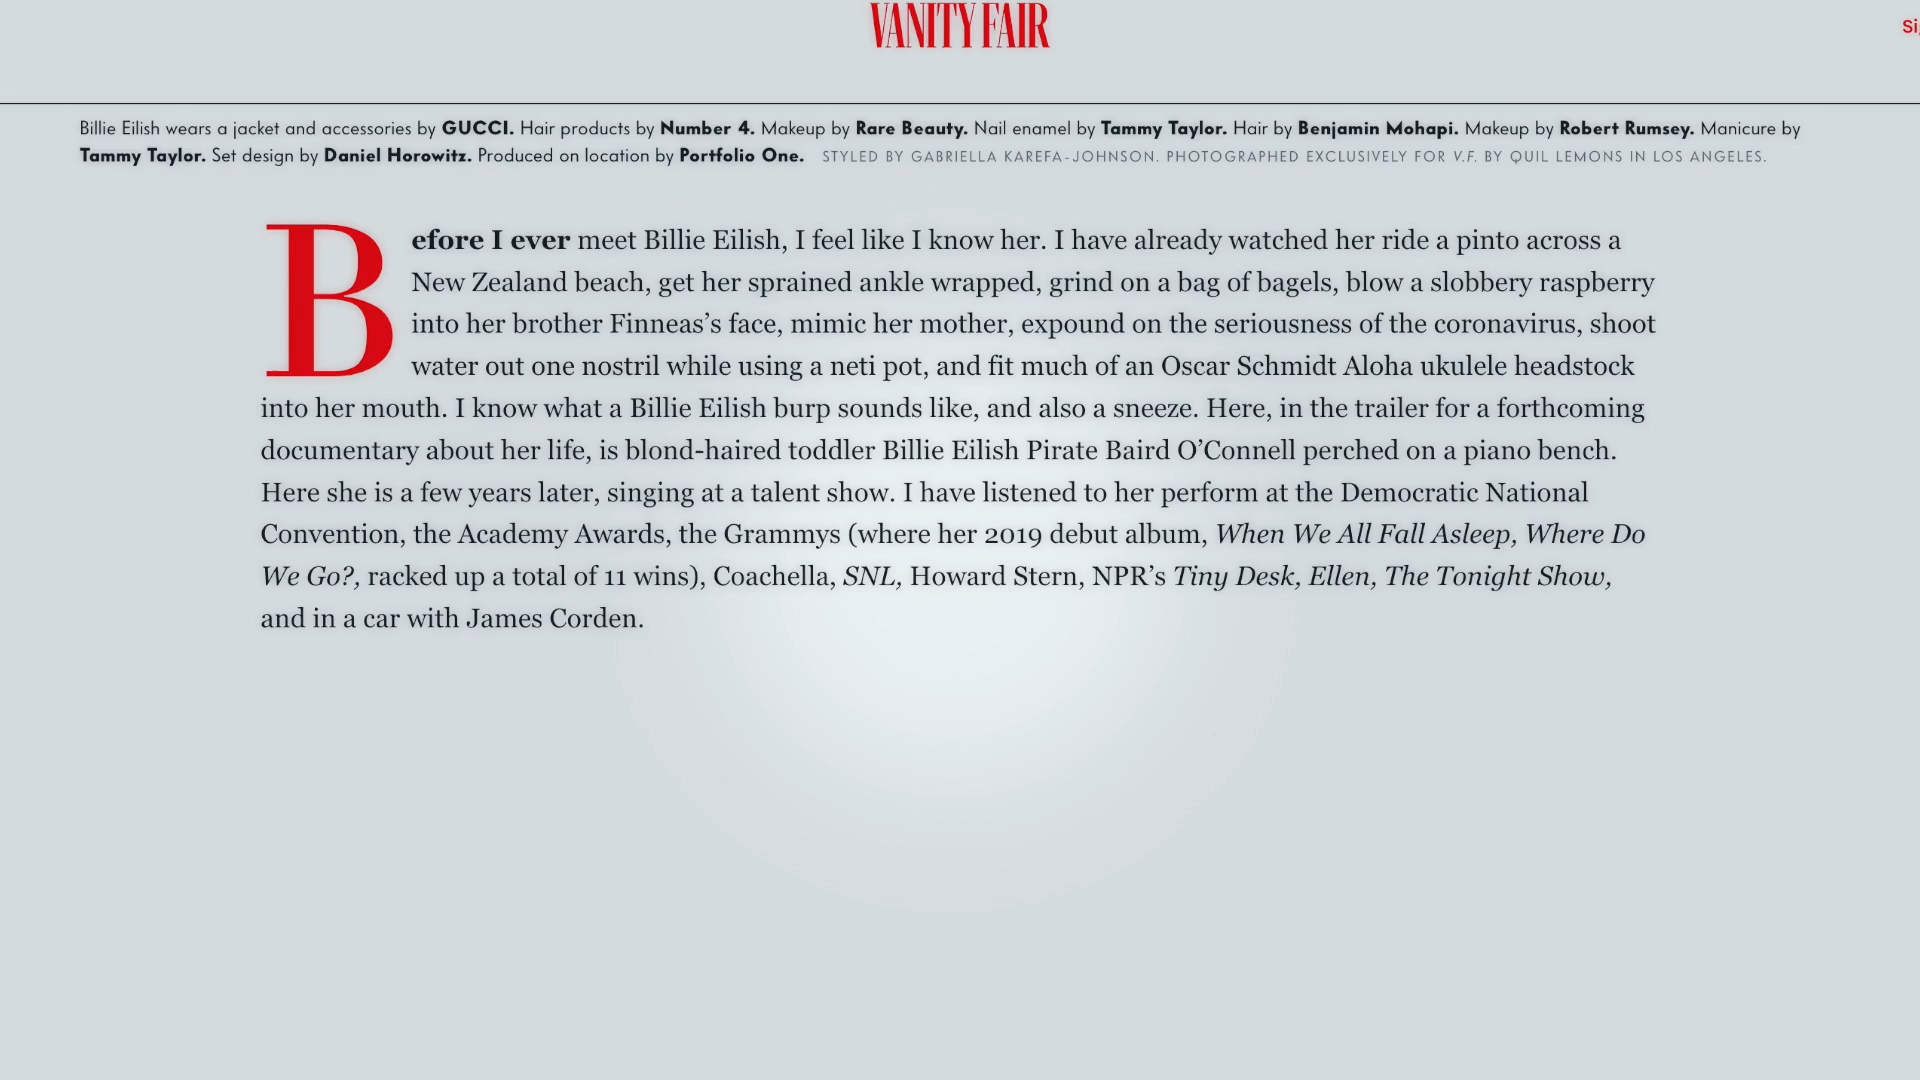 VANITY FAIR
Billie Eilish wears a jacket and accessories by GUCCI. Hair products by Number 4. Makeup by Rare Beauty. Nail enamel by Tammy Taylor. Hair by Benjamin Mohapi. Makeup by Robert Rumsey. Manicure by
Tammy Taylor. Set design by Daniel Horowitz. Produced on location by Portfolio One. STYLED BY GABRIELLA KAREFA-JOHNSON. PHOTOGRAPHED EXCLUSIVELY FOR V.F. BY QUIL LEMONS IN LOS ANGELES.
Before I ever meet Billie Eilish, I feel like I know her. I have already watched her ride a pinto across a
New Zealand beach, get her sprained ankle wrapped, grind on a bag of bagels, blow a slobbery raspberry
into her brother Finneas’s face, mimic her mother, expound on the seriousness of the coronavirus, shoot
water out one nostril while using a neti pot, and fit much of an Oscar Schmidt Aloha ukulele headstock
into her mouth. I know what a Billie Eilish burp sounds like, and also a sneeze. Here, in the trailer for a forthcoming
documentary about her life, is blond-haired toddler Billie Eilish Pirate Baird O’Connell perched on a piano bench.
Here she is a few years later, singing at a talent show. I have listened to her perform at the Democratic National
Convention, the Academy Awards, the Grammys (where her 2019 debut album, When We All Fall Asleep, Where Do
We Go?, racked up a total of 11 wins), Coachella, SNL, Howard Stern, NPR’s Tiny Desk, Ellen, The Tonight Show,
and in a car with James Corden.